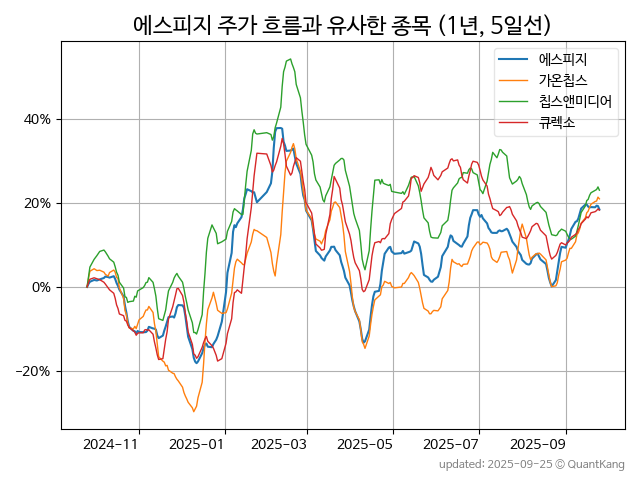 에스피지 주가 흐름과 유사한 종목 (1년, 5일선)
에스피지
가온칩스
칩스앤미디어
큐렉소
40%
20%
0%
−20%
2024-11 2025-01 2025-03 2025-05 2025-07 2025-09
updated: 2025-09-25 © QuantKang